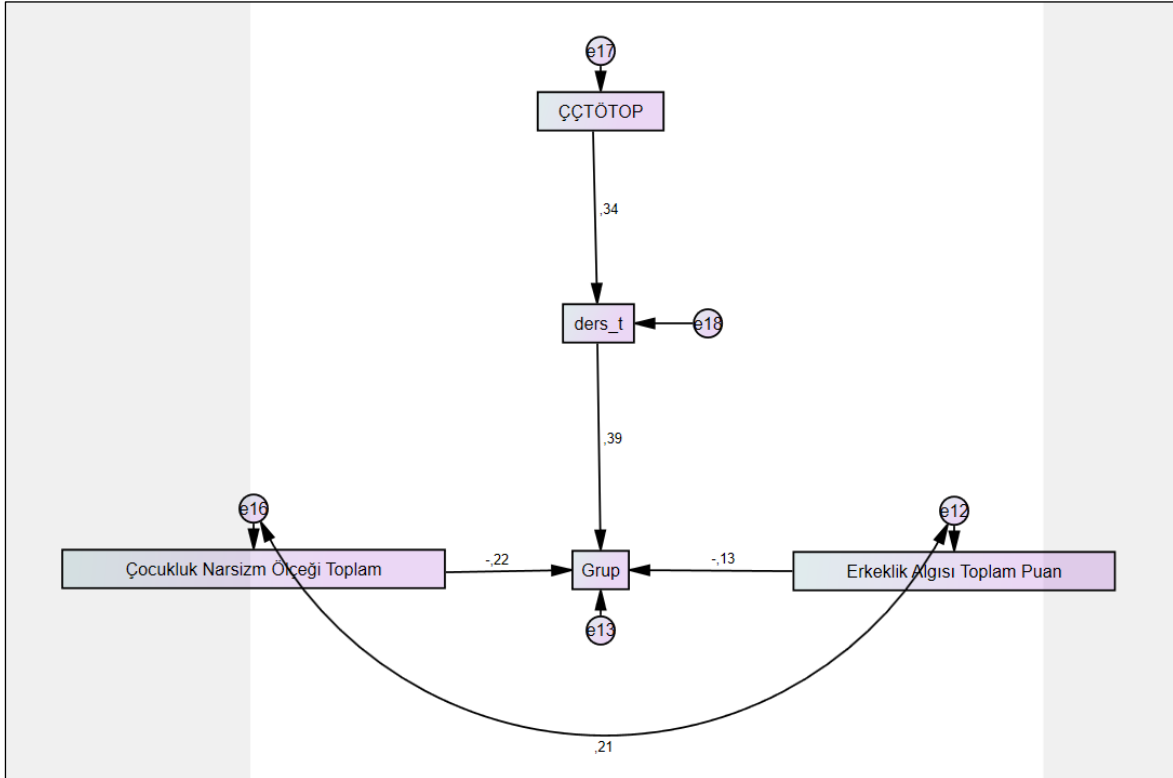 e17
ÇÇTÖTOP
,34
ders_t
e18
,39
e16
e12
Çocukluk Narsizm Ölçeği Toplam
-,22
Grup
-,13
Erkeklik Algısı Toplam Puan
e13
,21